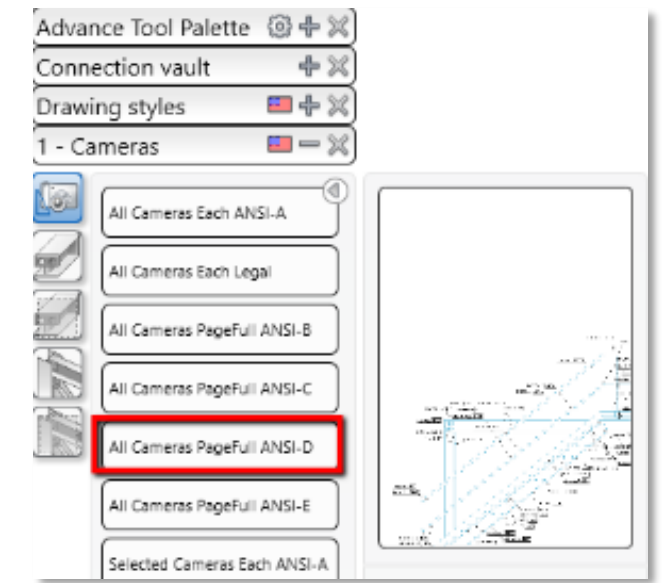 Advance Tool Palette
Connection vault
Drawing styles
1 - Cameras
All Cameras Each ANSI-A
All Cameras Each Legal
All Cameras PageFull ANSI-B
All Cameras PageFull ANSI-C
All Cameras PageFull ANSI-D
All Cameras PageFull ANSI-E
Selected Cameras Each ANSI-A